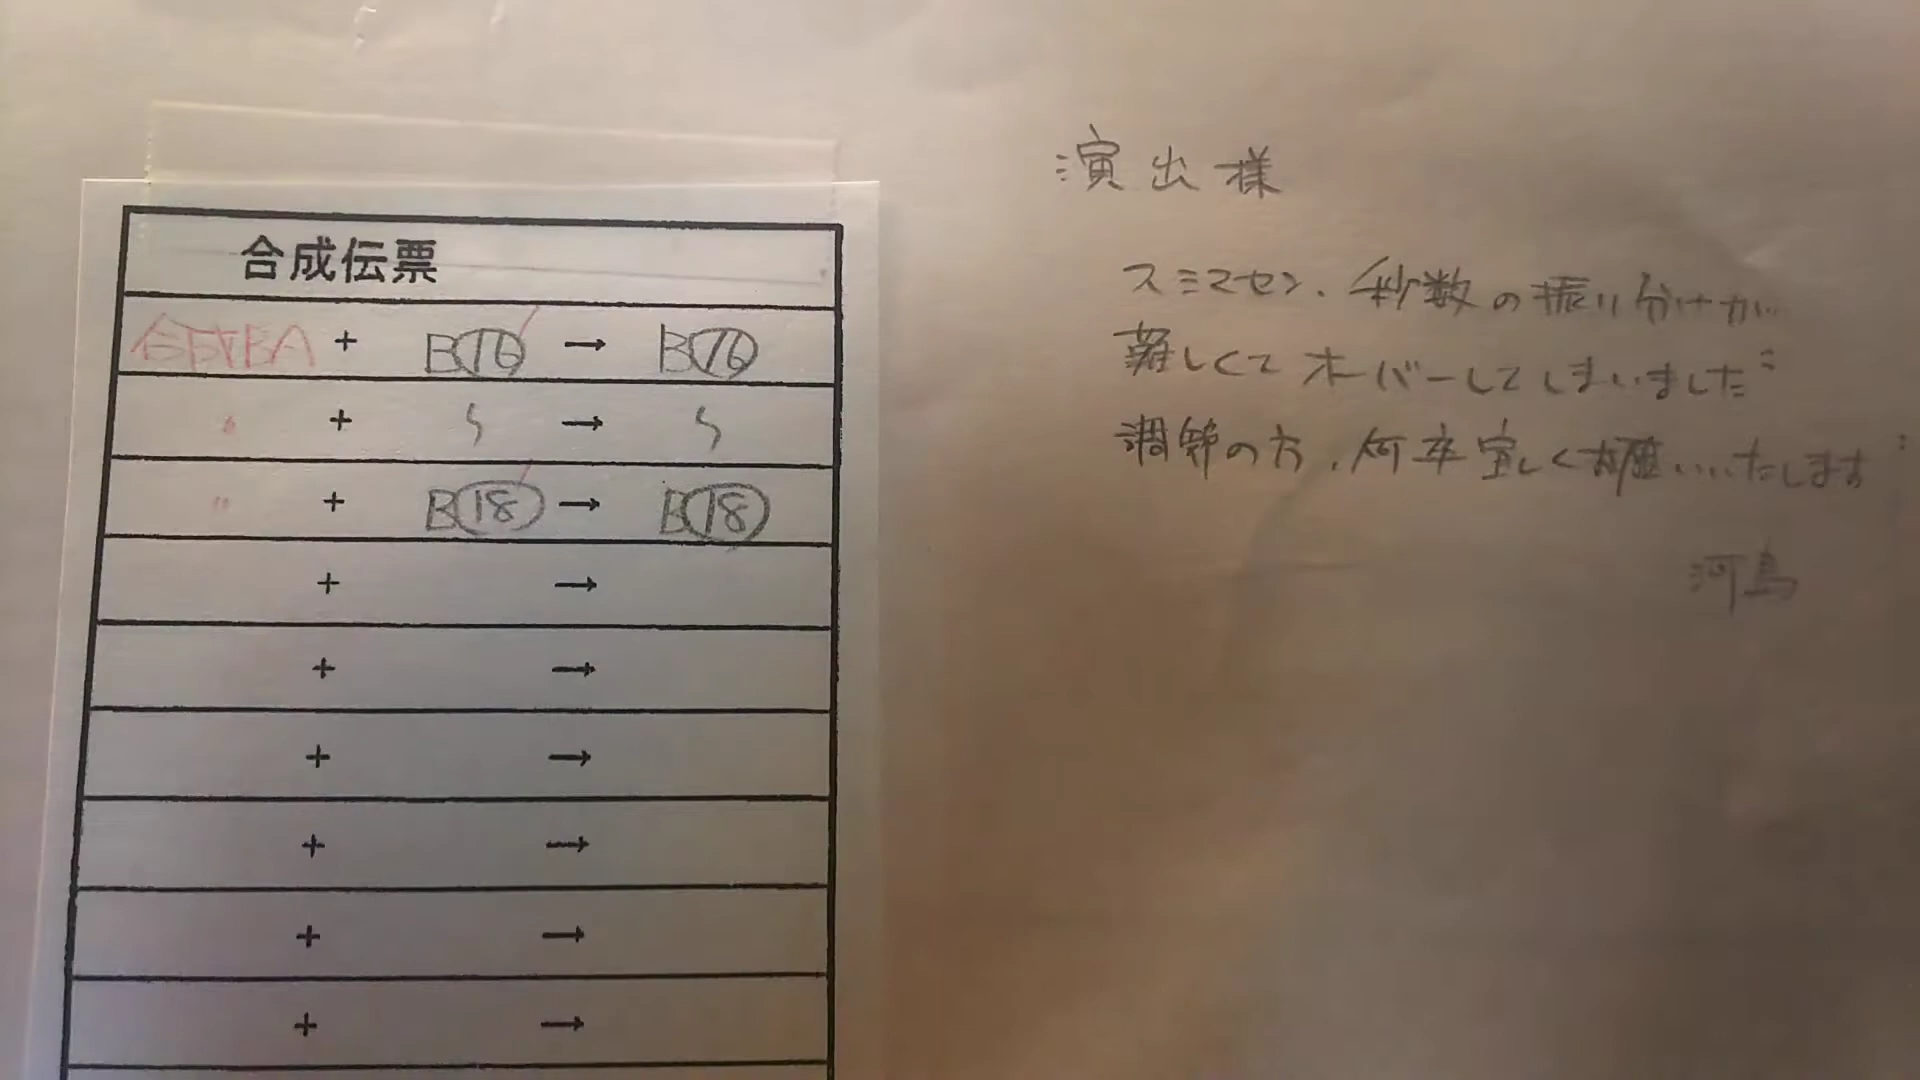 合成伝票
合成BA + B⑯ → B⑯
〃 + ∫ → ∫
〃 + B⑱ → B⑱
+ →
+ →
+ →
+ →
+ →
+ →
演出様
スミマセン、秒数の振り分けが
難しくてオーバーしてしまいました
調節の方、何卒宜しくお願いいたします
河島